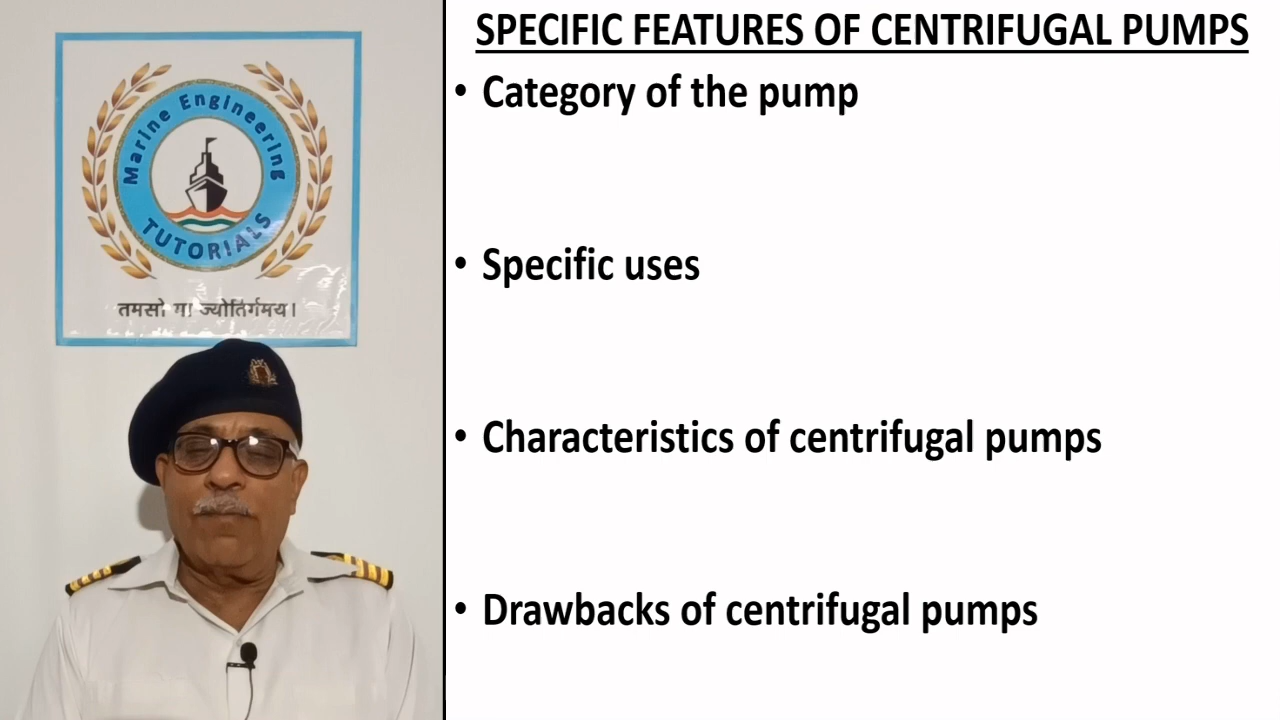 Marine Engineering
TUTORIALS
तमसो मा ज्योतिर्गमय।
SPECIFIC FEATURES OF CENTRIFUGAL PUMPS
• Category of the pump
• Specific uses
• Characteristics of centrifugal pumps
• Drawbacks of centrifugal pumps